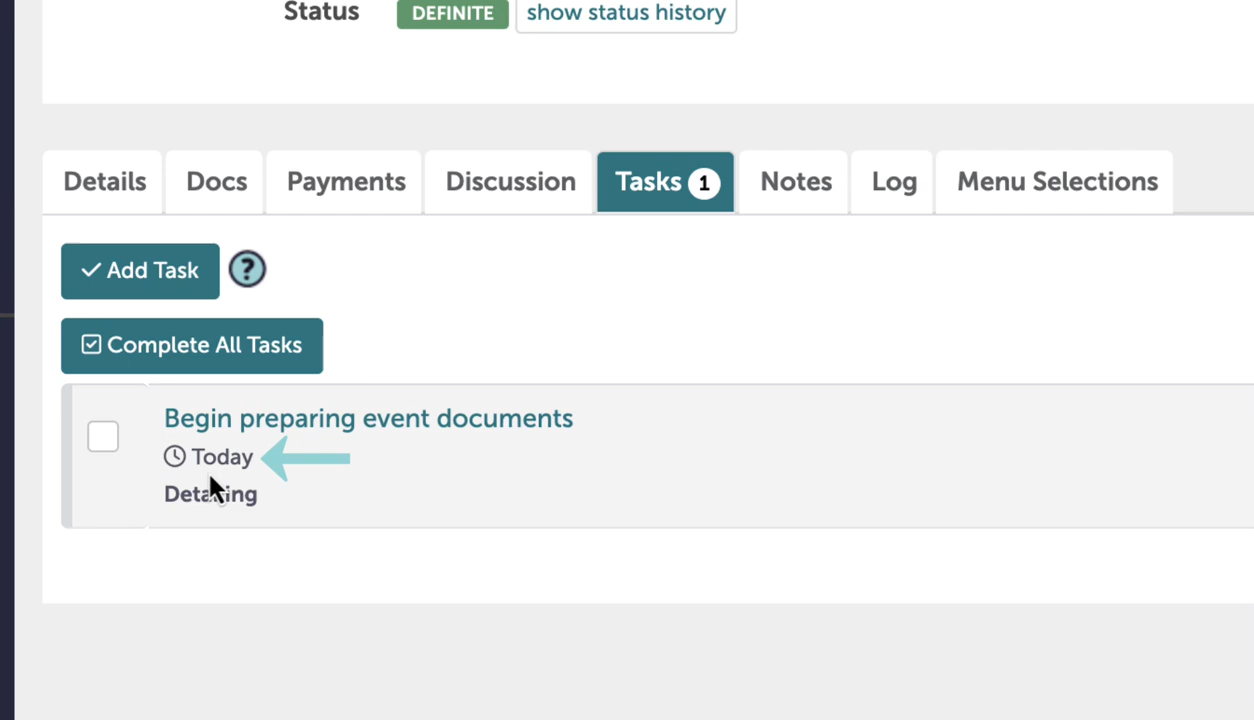 Status DEFINITE show status history
Details Docs Payments Discussion Tasks 1 Notes Log Menu Selections
Add Task ?
Complete All Tasks
Begin preparing event documents
Today